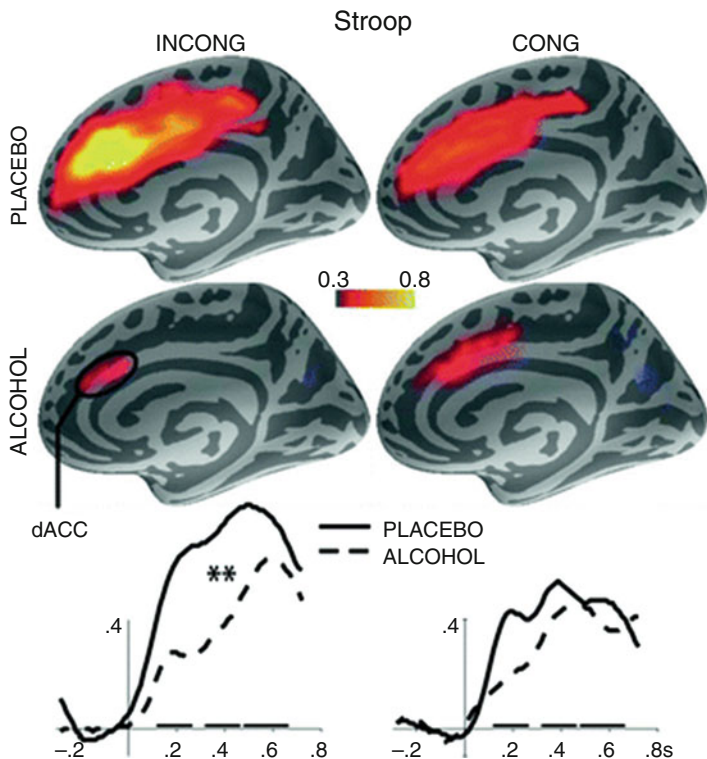 Stroop
INCONG CONG
PLACEBO
0.3 0.8
ALCOHOL
dACC
PLACEBO
ALCOHOL
**
.4 .4
–.2 .2 .4 .6 .8 –.2 .2 .4 .6 .8s